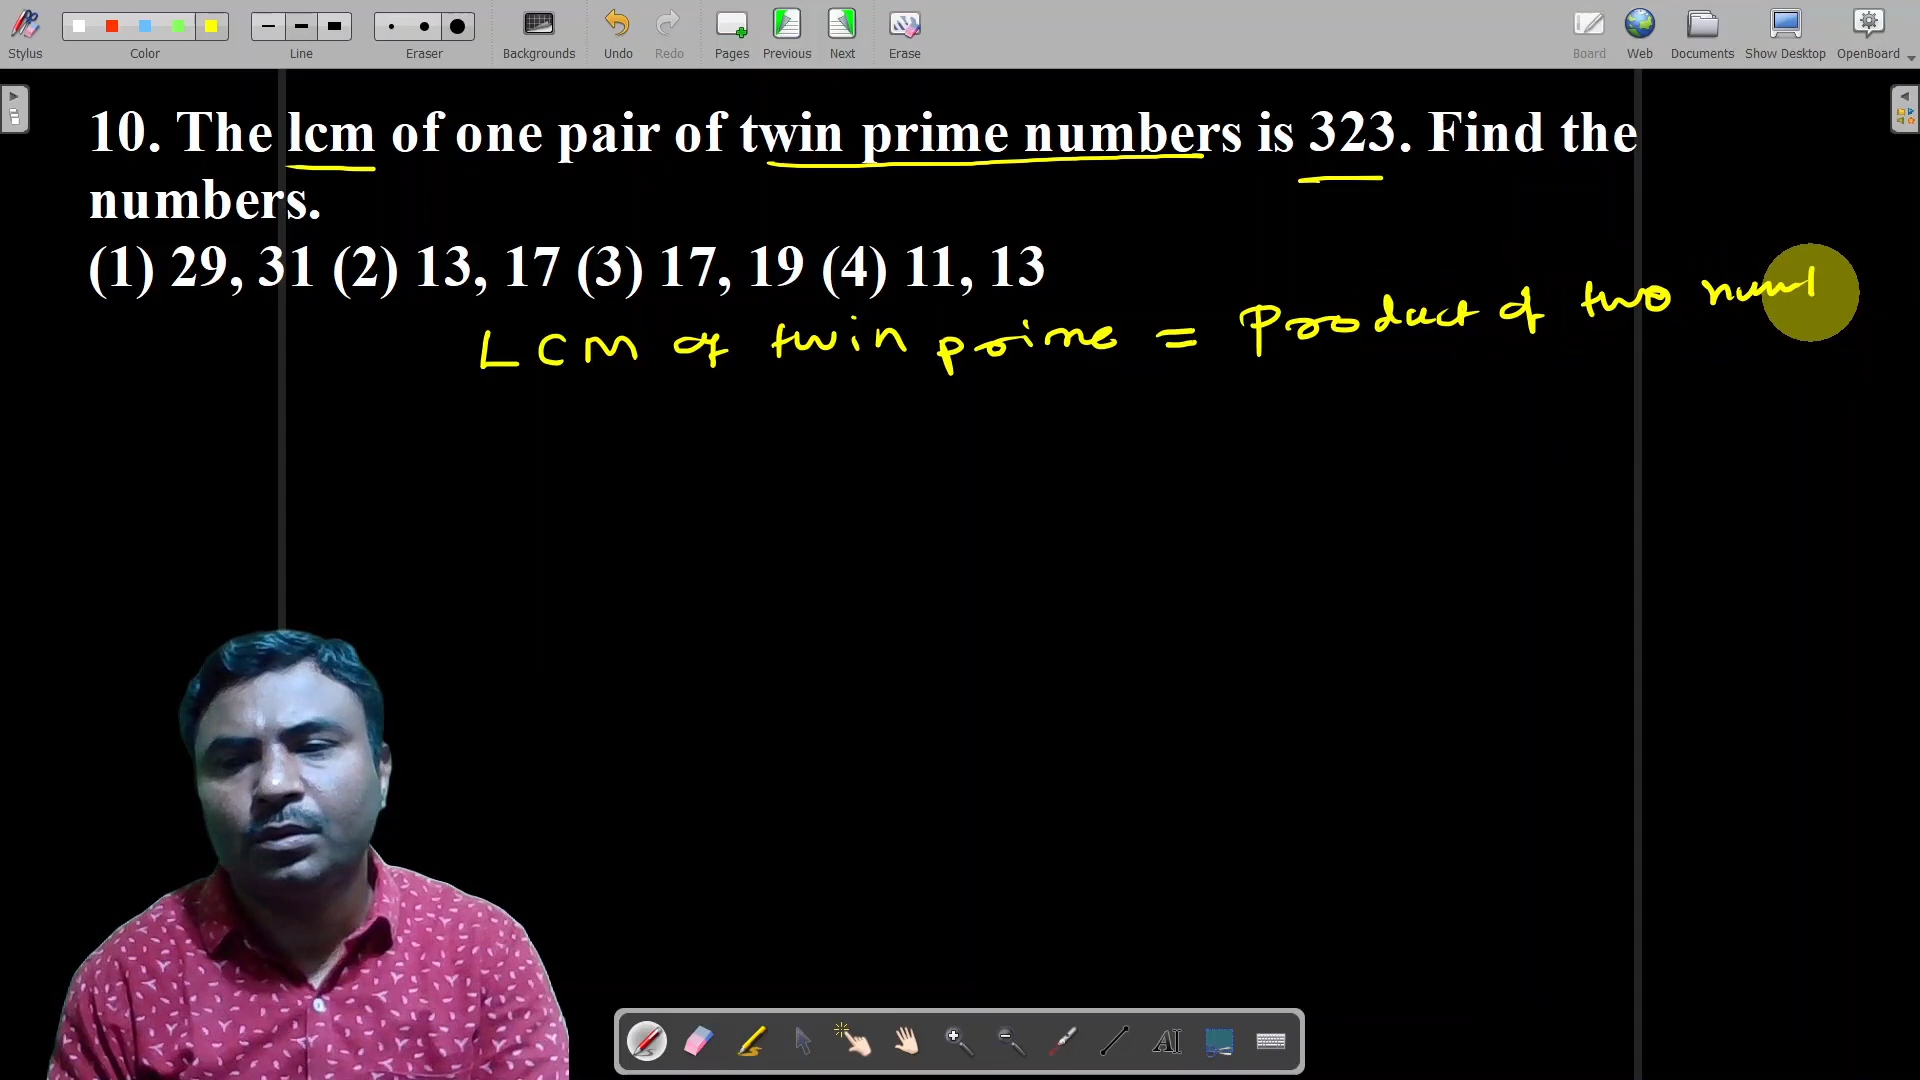 Stylus Color Line Eraser Backgrounds Undo Redo Pages Previous Next Erase Board Web Documents Show Desktop OpenBoard
10. The lcm of one pair of twin prime numbers is 323. Find the
numbers.
(1) 29, 31 (2) 13, 17 (3) 17, 19 (4) 11, 13
LCM of twin prime = Product of two num
AI